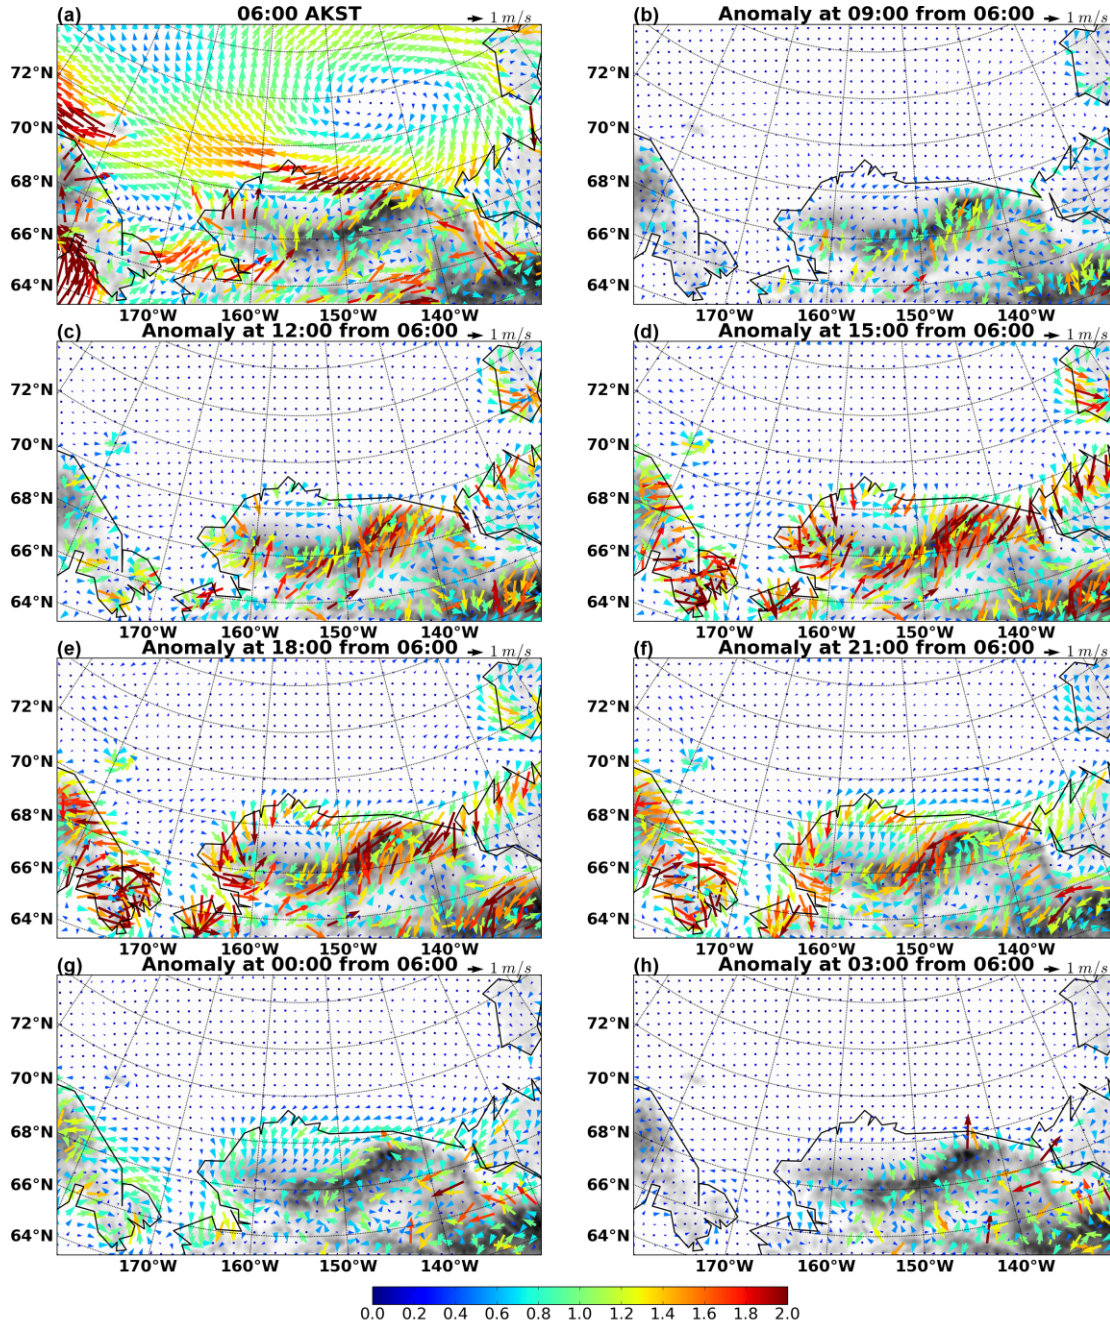 (a) 06:00 AKST 1 m/s
(b) Anomaly at 09:00 from 06:00 1 m/s
72°N
70°N
68°N
66°N
64°N
170°W 160°W 150°W 140°W
170°W 160°W 150°W 140°W
(c) Anomaly at 12:00 from 06:00 1 m/s
(d) Anomaly at 15:00 from 06:00 1 m/s
72°N
70°N
68°N
66°N
64°N
72°N
70°N
68°N
66°N
64°N
170°W 160°W 150°W 140°W
170°W 160°W 150°W 140°W
(e) Anomaly at 18:00 from 06:00 1 m/s
(f) Anomaly at 21:00 from 06:00 1 m/s
72°N
70°N
68°N
66°N
64°N
72°N
70°N
68°N
66°N
64°N
170°W 160°W 150°W 140°W
170°W 160°W 150°W 140°W
(g) Anomaly at 00:00 from 06:00 1 m/s
(h) Anomaly at 03:00 from 06:00 1 m/s
72°N
70°N
68°N
66°N
64°N
72°N
70°N
68°N
66°N
64°N
170°W 160°W 150°W 140°W
170°W 160°W 150°W 140°W
0.0 0.2 0.4 0.6 0.8 1.0 1.2 1.4 1.6 1.8 2.0